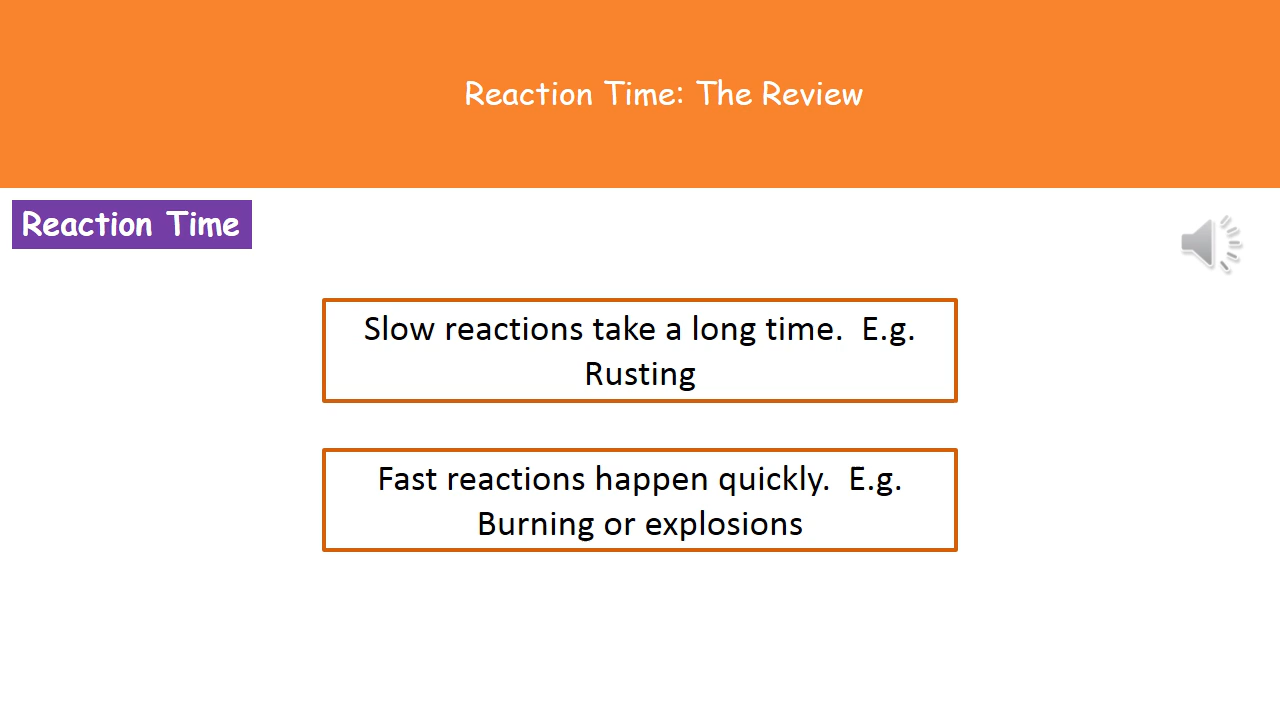 Reaction Time: The Review
Reaction Time
Slow reactions take a long time.  E.g.
Rusting
Fast reactions happen quickly.  E.g.
Burning or explosions